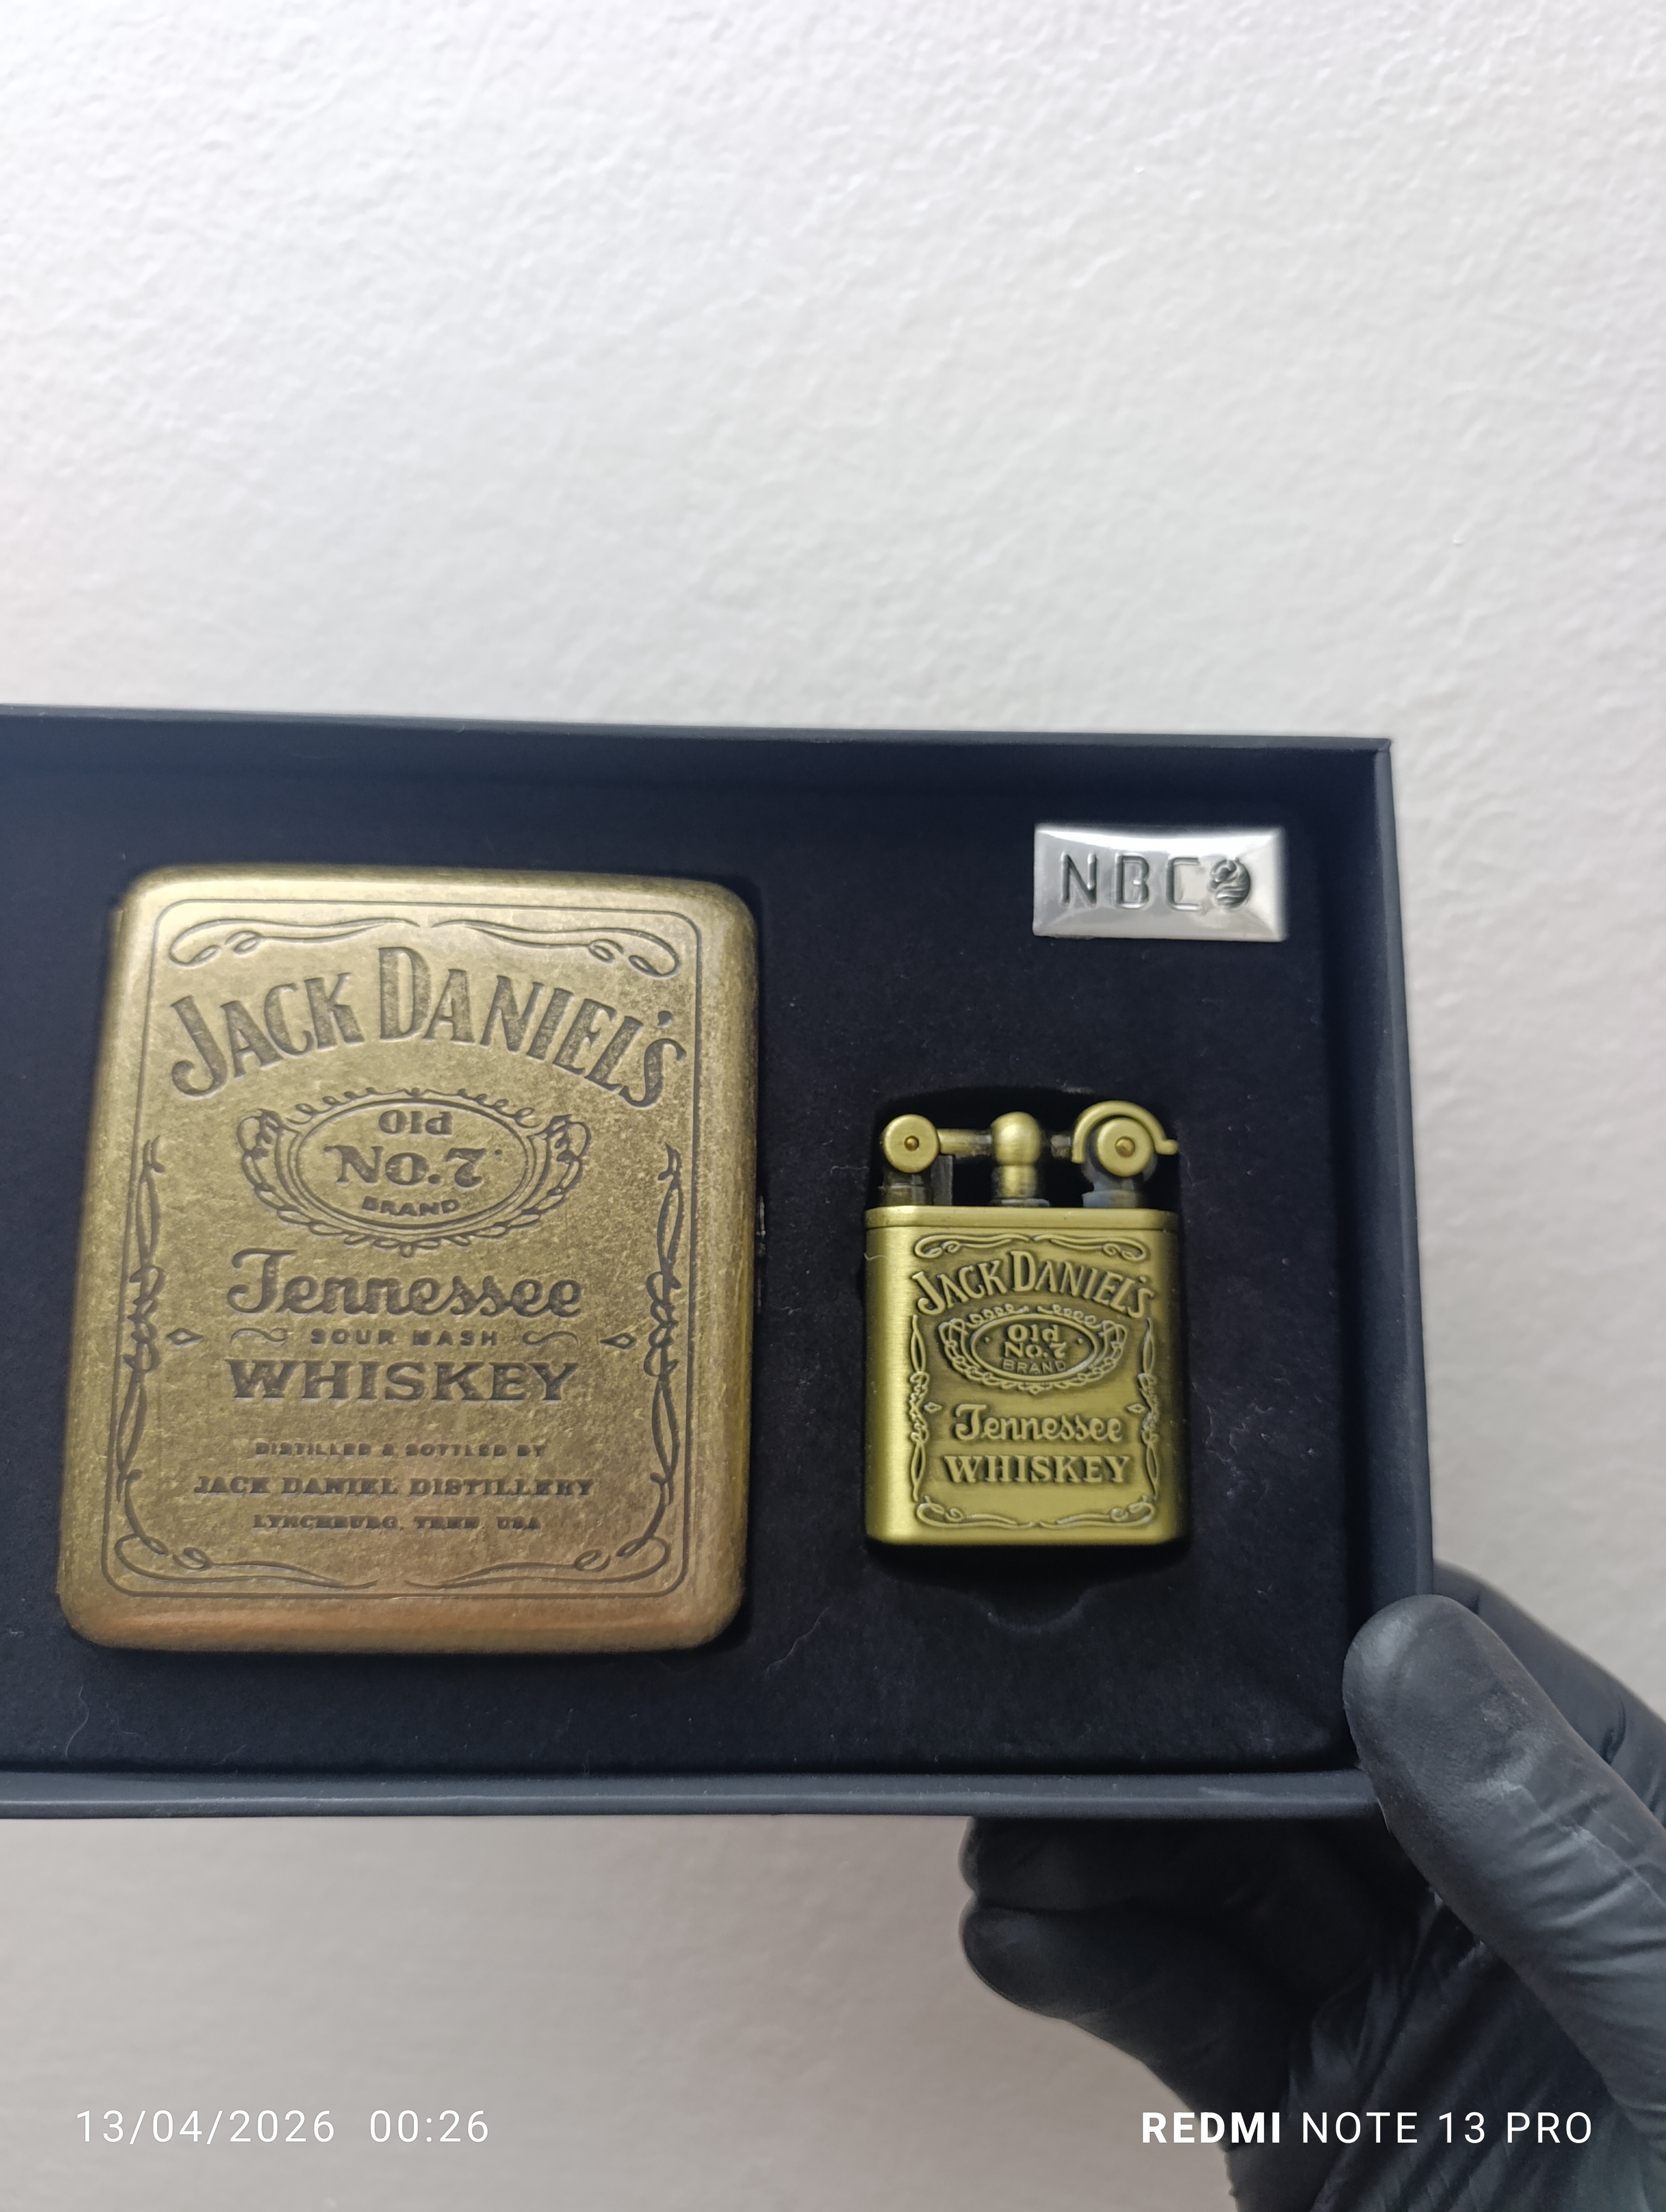 NBC
JACK DANIEL'S
Old
No.7
BRAND
Tennessee
SOUR MASH
WHISKEY
DISTILLED & BOTTLED BY
JACK DANIEL DISTILLERY
LYNCHBURG, TENN USA
JACK DANIEL'S
Old
No.7
BRAND
Tennessee
WHISKEY
13/04/2026 00:26
REDMI NOTE 13 PRO